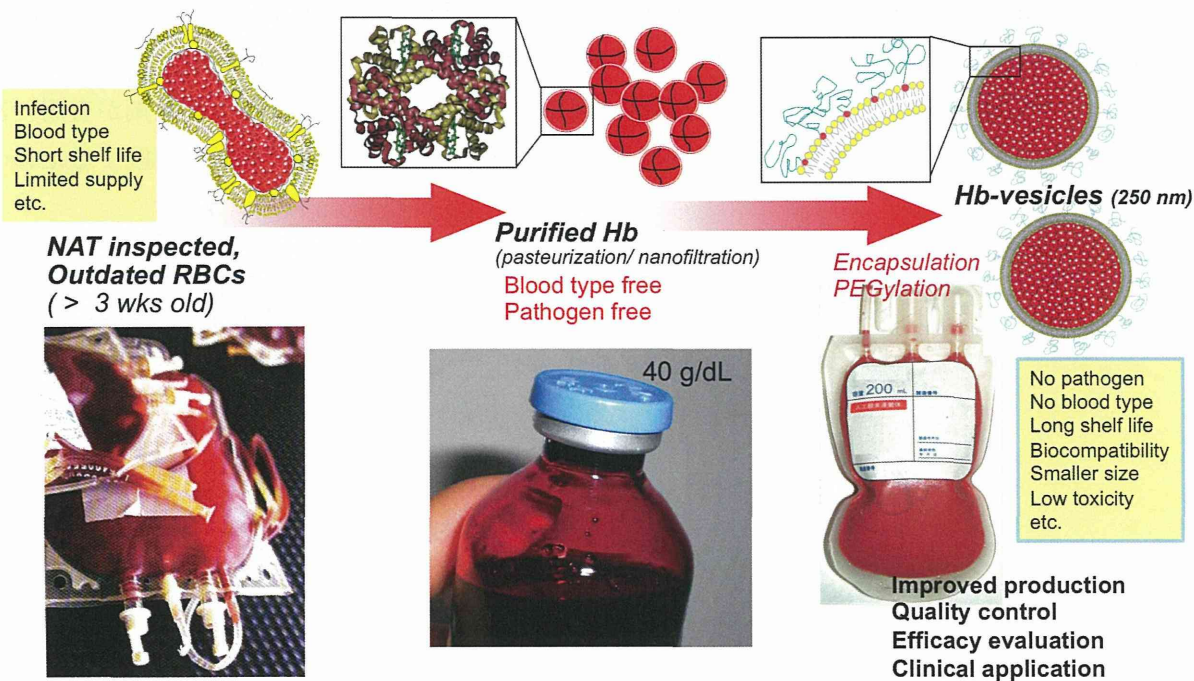 Infection
Blood type
Short shelf life
Limited supply
etc.
NAT inspected,
Outdated RBCs
( > 3 wks old)
Purified Hb
(pasteurization/ nanofiltration)
Blood type free
Pathogen free
40 g/dL
Hb-vesicles (250 nm)
Encapsulation
PEGylation
200 mL
No pathogen
No blood type
Long shelf life
Biocompatibility
Smaller size
Low toxicity
etc.
Improved production
Quality control
Efficacy evaluation
Clinical application